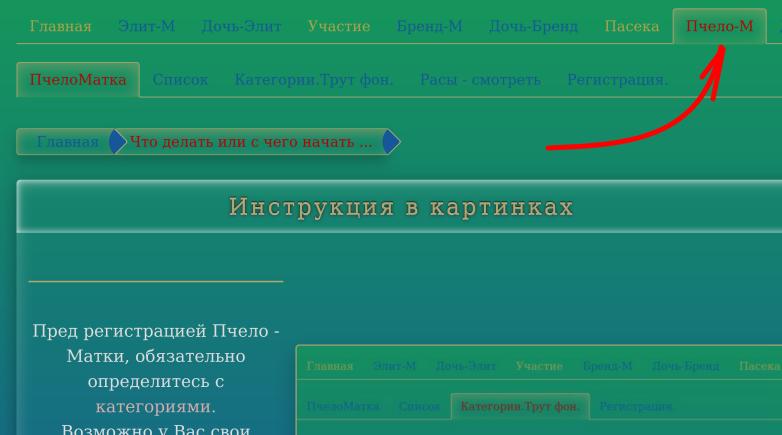 Главная Элит-М Дочь-Элит Участие Бренд-М Дочь-Бренд Пасека Пчело-М
ПчелоМатка Список Категории.Трут фон. Расы - смотреть Регистрация.
Главная Что делать или с чего начать ...
Инструкция в картинках
Пред регистрацией Пчело -
Матки, обязательно
определитесь с
категориями.
Возможно у Вас свои
Главная Элит-М Дочь-Элит Участие Бренд-М Дочь-Бренд Пасека
ПчелоМатка Список Категории.Трут фон. Регистрация.